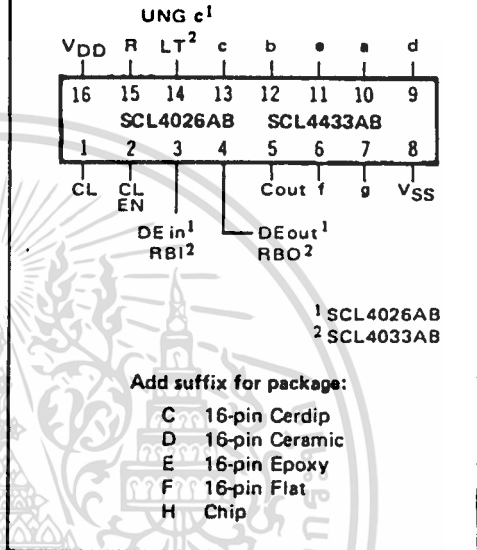 UNG c¹
VDD R LT² c b e a d
16 15 14 13 12 11 10 9
SCL4026AB SCL4433AB
1 2 3 4 5 6 7 8
CL CL EN Cout f g VSS
DE in¹ DEout¹
RBI² RBO²
¹ SCL4026AB
² SCL4033AB
Add suffix for package:
C 16-pin Cerdip
D 16-pin Ceramic
E 16-pin Epoxy
F 16-pin Flat
H Chip